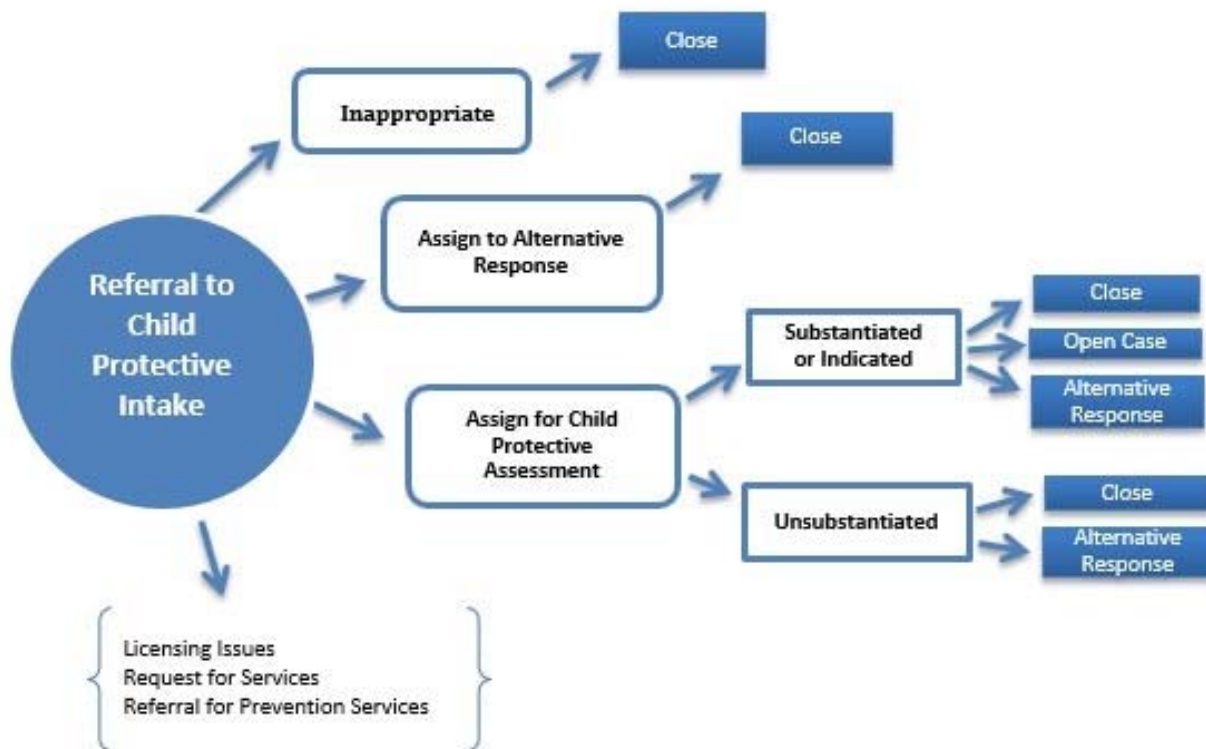 Close
Inappropriate
Close
Assign to Alternative
Response
Referral to
Child
Protective
Intake
Close
Substantiated
or Indicated
Open Case
Alternative
Response
Assign for Child
Protective
Assessment
Close
Unsubstantiated
Alternative
Response
Licensing Issues
Request for Services
Referral for Prevention Services